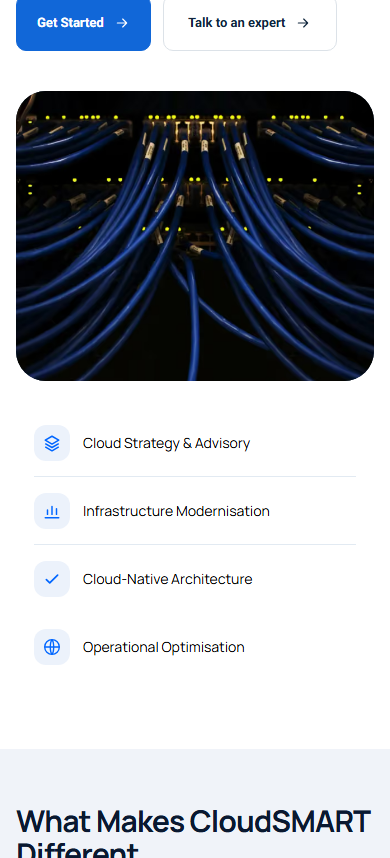 Get Started
Talk to an expert
Cloud Strategy & Advisory
Infrastructure Modernisation
Cloud-Native Architecture
Operational Optimisation
What Makes CloudSMART
Different